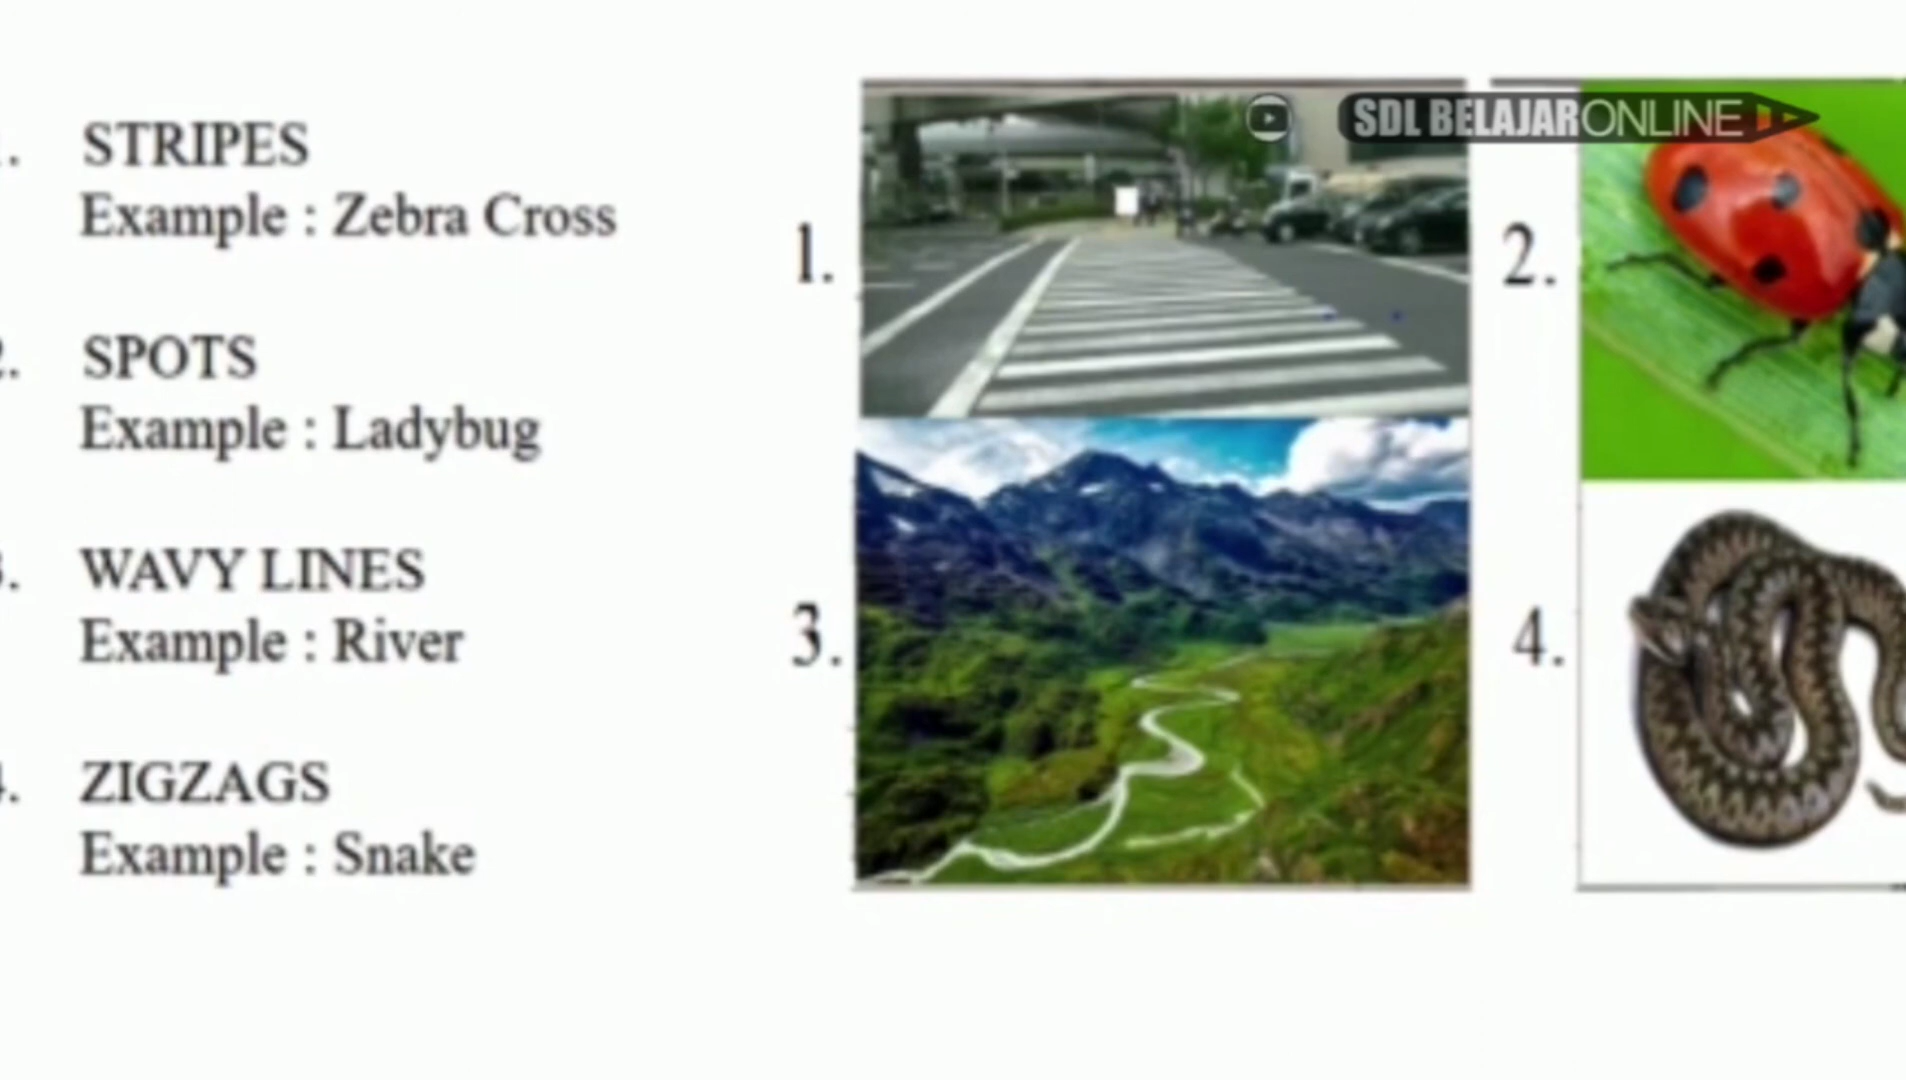 STRIPES
Example : Zebra Cross
SPOTS
Example : Ladybug
WAVY LINES
Example : River
ZIGZAGS
Example : Snake
1.
2.
3.
4.
SDL BELAJARONLINE